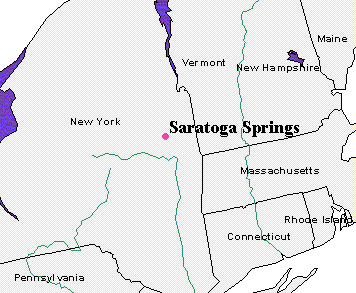 Maine
Vermont
New Hampshire
New York
Saratoga Springs
Massachusetts
Rhode Island
Connecticut
Pennsylvania